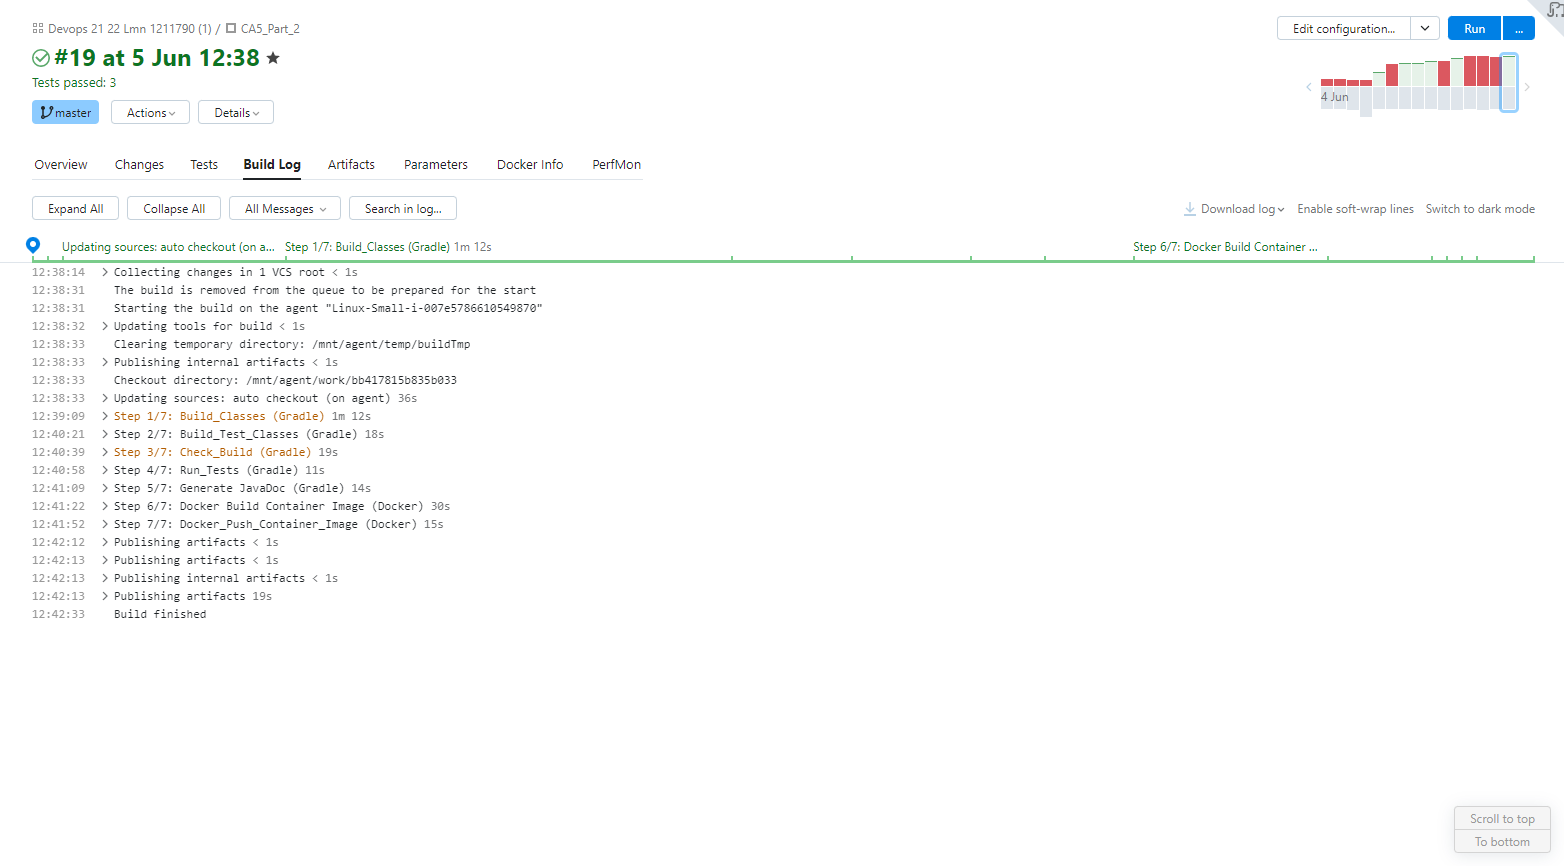 Devops 21 22 Lmn 1211790 (1) / CA5_Part_2
Edit configuration...
Run
...
#19 at 5 Jun 12:38
Tests passed: 3
4 Jun
master
Actions
Details
Overview
Changes
Tests
Build Log
Artifacts
Parameters
Docker Info
PerfMon
Expand All
Collapse All
All Messages
Search in log...
Download log
Enable soft-wrap lines
Switch to dark mode
Updating sources: auto checkout (on a...
Step 1/7: Build_Classes (Gradle) 1m 12s
Step 6/7: Docker Build Container ...
12:38:14 Collecting changes in 1 VCS root < 1s
12:38:31 The build is removed from the queue to be prepared for the start
12:38:31 Starting the build on the agent "Linux-Small-i-007e5786610549870"
12:38:32 Updating tools for build < 1s
12:38:33 Clearing temporary directory: /mnt/agent/temp/buildTmp
12:38:33 Publishing internal artifacts < 1s
12:38:33 Checkout directory: /mnt/agent/work/bb417815b835b033
12:38:33 Updating sources: auto checkout (on agent) 36s
12:39:09 Step 1/7: Build_Classes (Gradle) 1m 12s
12:40:21 Step 2/7: Build_Test_Classes (Gradle) 18s
12:40:39 Step 3/7: Check_Build (Gradle) 19s
12:40:58 Step 4/7: Run_Tests (Gradle) 11s
12:41:09 Step 5/7: Generate JavaDoc (Gradle) 14s
12:41:22 Step 6/7: Docker Build Container Image (Docker) 30s
12:41:52 Step 7/7: Docker_Push_Container_Image (Docker) 15s
12:42:12 Publishing artifacts < 1s
12:42:13 Publishing artifacts < 1s
12:42:13 Publishing internal artifacts < 1s
12:42:13 Publishing artifacts 19s
12:42:33 Build finished
Scroll to top
To bottom